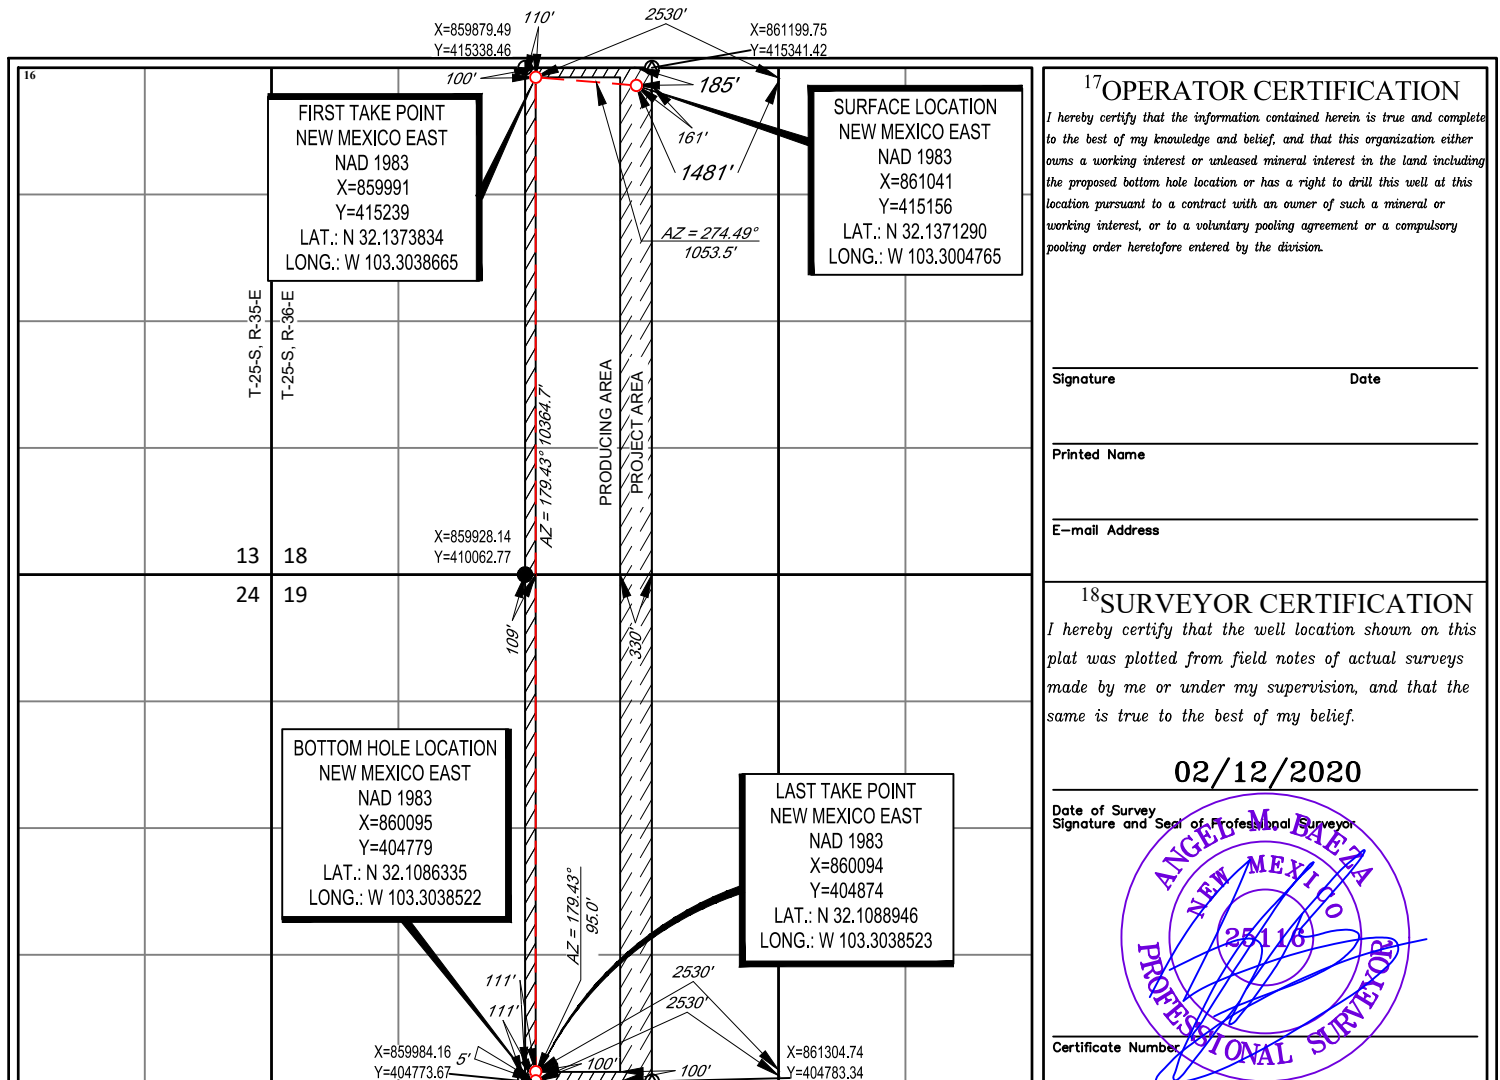 X=859879.49
Y=415338.46
110'
2530'
X=861199.75
Y=415341.42
16
100'
185'
161'
1481'
FIRST TAKE POINT
NEW MEXICO EAST
NAD 1983
X=859991
Y=415239
LAT.: N 32.1373834
LONG.: W 103.3038665
SURFACE LOCATION
NEW MEXICO EAST
NAD 1983
X=861041
Y=415156
LAT.: N 32.1371290
LONG.: W 103.3004765
AZ = 274.49°
1053.5'
T-25-S, R-35-E
T-25-S, R-36-E
AZ = 179.43° 10364.7'
PRODUCING AREA
PROJECT AREA
X=859928.14
Y=410062.77
13 18
24 19
109'
330'
BOTTOM HOLE LOCATION
NEW MEXICO EAST
NAD 1983
X=860095
Y=404779
LAT.: N 32.1086335
LONG.: W 103.3038522
LAST TAKE POINT
NEW MEXICO EAST
NAD 1983
X=860094
Y=404874
LAT.: N 32.1088946
LONG.: W 103.3038523
AZ = 179.43°
95.0'
111'
111'
2530'
2530'
X=859984.16
Y=404773.67
5'
100'
100'
X=861304.74
Y=404783.34
17 OPERATOR CERTIFICATION
I hereby certify that the information contained herein is true and complete
to the best of my knowledge and belief, and that this organization either
owns a working interest or unleased mineral interest in the land including
the proposed bottom hole location or has a right to drill this well at this
location pursuant to a contract with an owner of such a mineral or
working interest, or to a voluntary pooling agreement or a compulsory
pooling order heretofore entered by the division.
Signature Date
Printed Name
E-mail Address
18 SURVEYOR CERTIFICATION
I hereby certify that the well location shown on this
plat was plotted from field notes of actual surveys
made by me or under my supervision, and that the
same is true to the best of my belief.
02/12/2020
Date of Survey
Signature and Seal of Professional Surveyor
ANGEL M. BAEZA
NEW MEXICO
25116
PROFESSIONAL SURVEYOR
Certificate Number